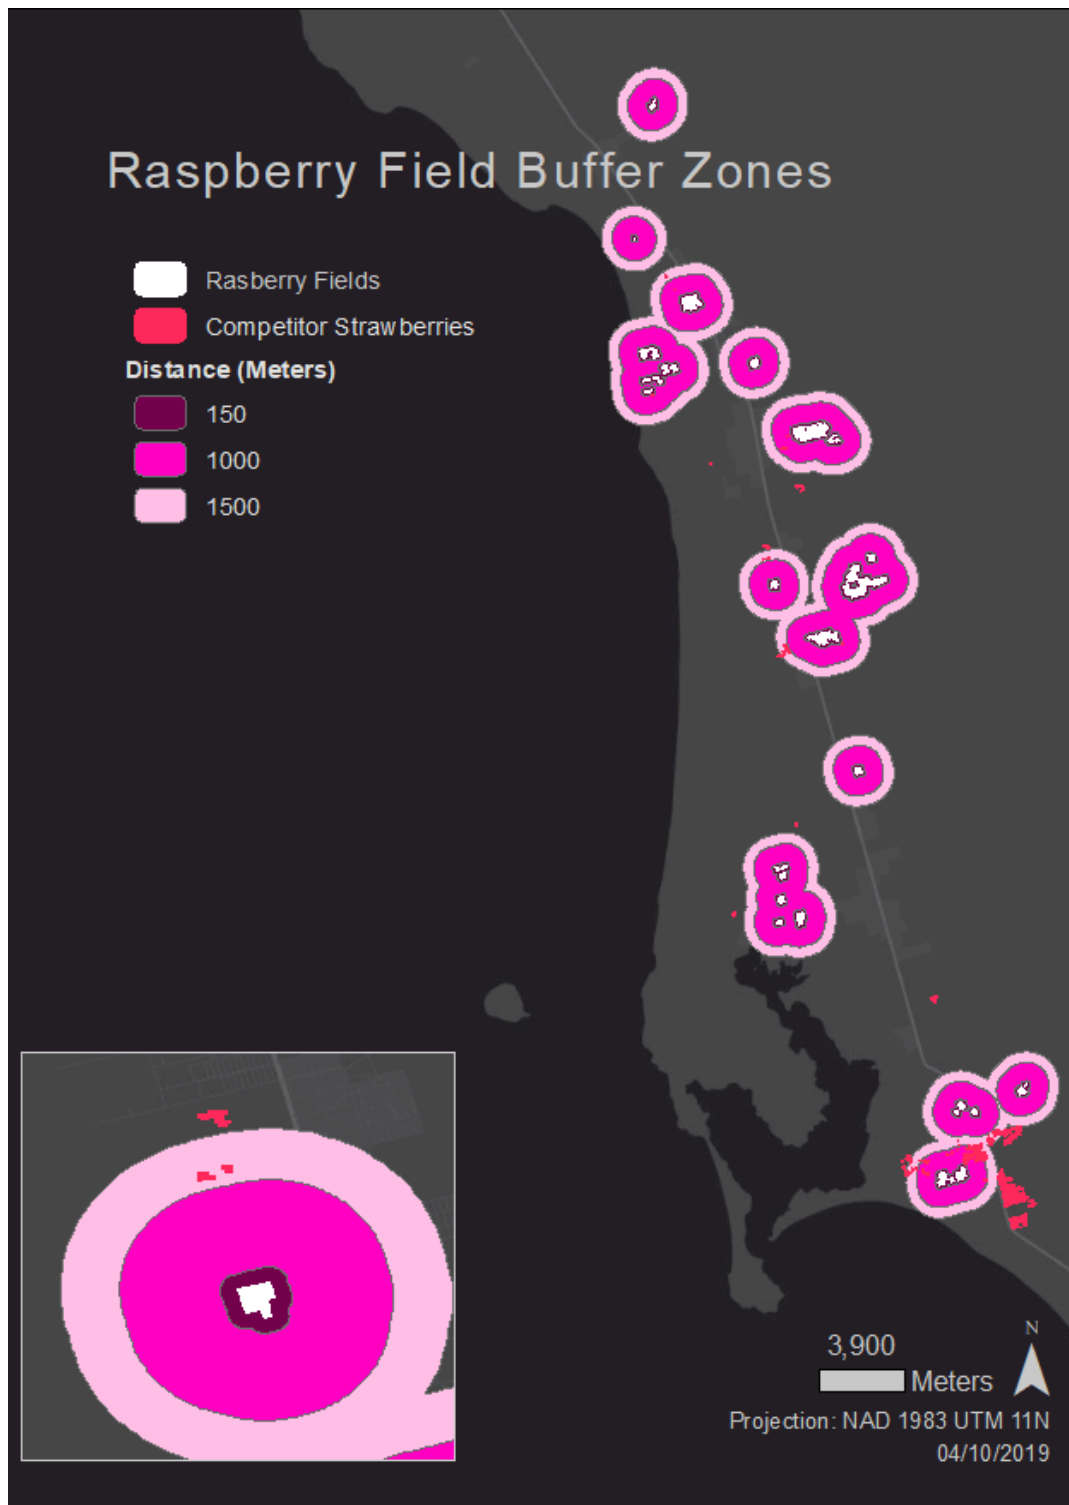 Raspberry Field Buffer Zones
Rasberry Fields
Competitor Strawberries
Distance (Meters)
150
1000
1500
N
3,900
Meters
Projection: NAD 1983 UTM 11N
04/10/2019